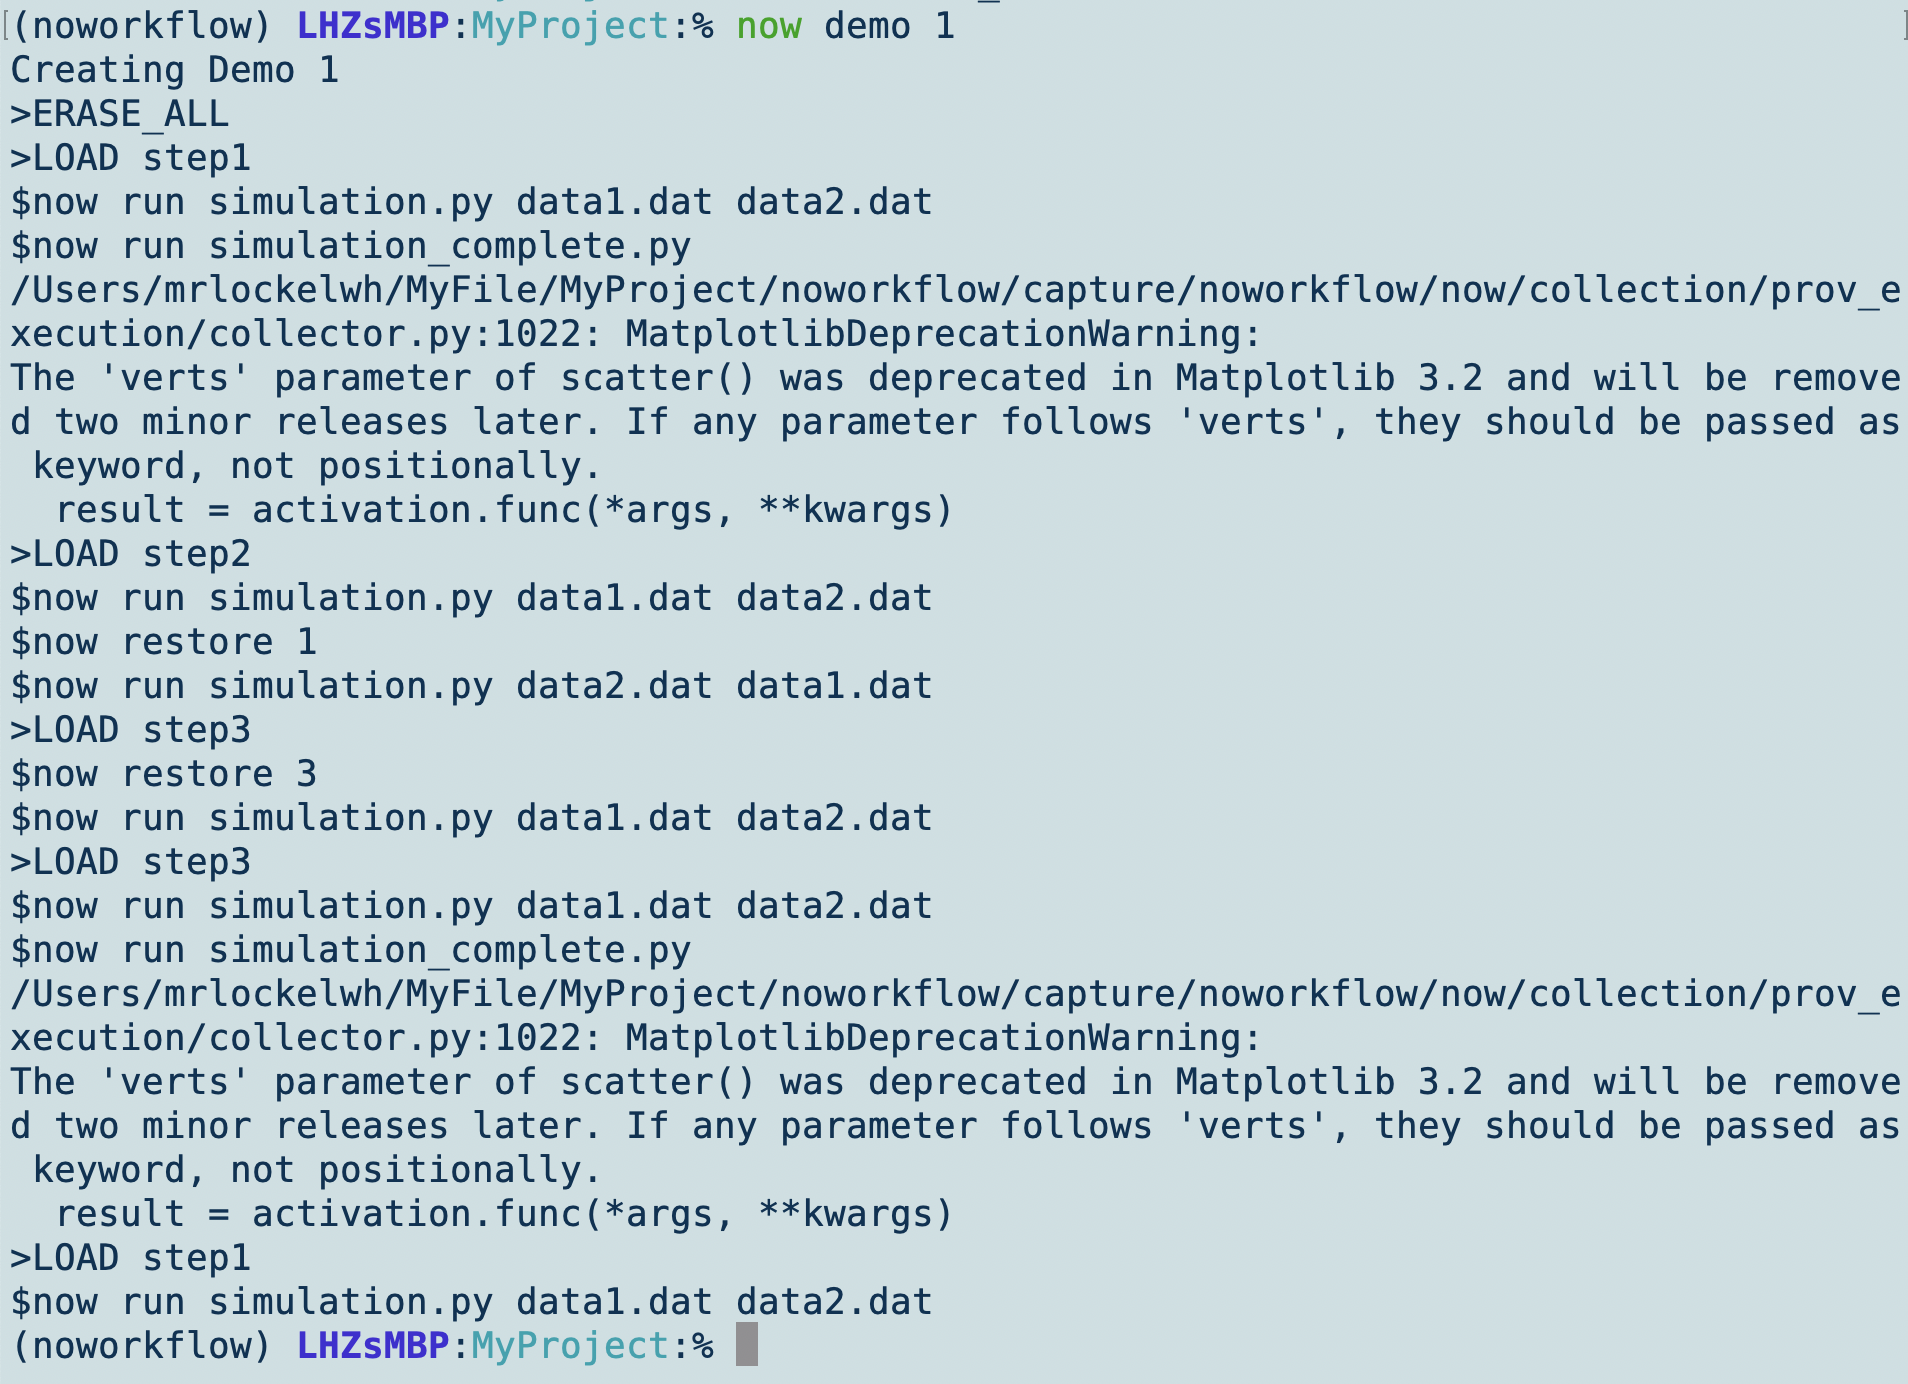 (noworkflow) LHZsMBP:MyProject:% now demo 1
Creating Demo 1
>ERASE_ALL
>LOAD step1
$now run simulation.py data1.dat data2.dat
$now run simulation_complete.py
/Users/mrlockelwh/MyFile/MyProject/noworkflow/capture/noworkflow/now/collection/prov_e
xecution/collector.py:1022: MatplotlibDeprecationWarning:
The 'verts' parameter of scatter() was deprecated in Matplotlib 3.2 and will be remove
d two minor releases later. If any parameter follows 'verts', they should be passed as
 keyword, not positionally.
  result = activation.func(*args, **kwargs)
>LOAD step2
$now run simulation.py data1.dat data2.dat
$now restore 1
$now run simulation.py data2.dat data1.dat
>LOAD step3
$now restore 3
$now run simulation.py data1.dat data2.dat
>LOAD step3
$now run simulation.py data1.dat data2.dat
$now run simulation_complete.py
/Users/mrlockelwh/MyFile/MyProject/noworkflow/capture/noworkflow/now/collection/prov_e
xecution/collector.py:1022: MatplotlibDeprecationWarning:
The 'verts' parameter of scatter() was deprecated in Matplotlib 3.2 and will be remove
d two minor releases later. If any parameter follows 'verts', they should be passed as
 keyword, not positionally.
  result = activation.func(*args, **kwargs)
>LOAD step1
$now run simulation.py data1.dat data2.dat
(noworkflow) LHZsMBP:MyProject:%